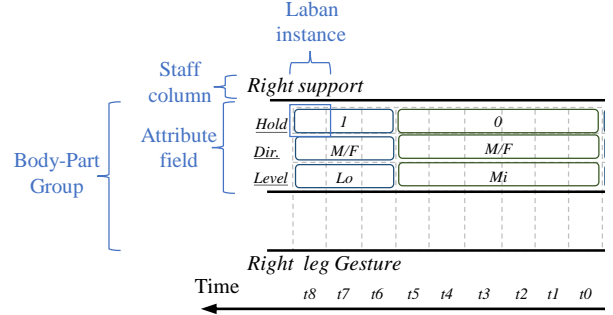 Laban
instance
Staff
column
Right support
Attribute
field
Body-Part
Group
Hold 1 0
Dir. M/F M/F
Level Lo Mi
Right leg Gesture
Time t8 t7 t6 t5 t4 t3 t2 t1 t0